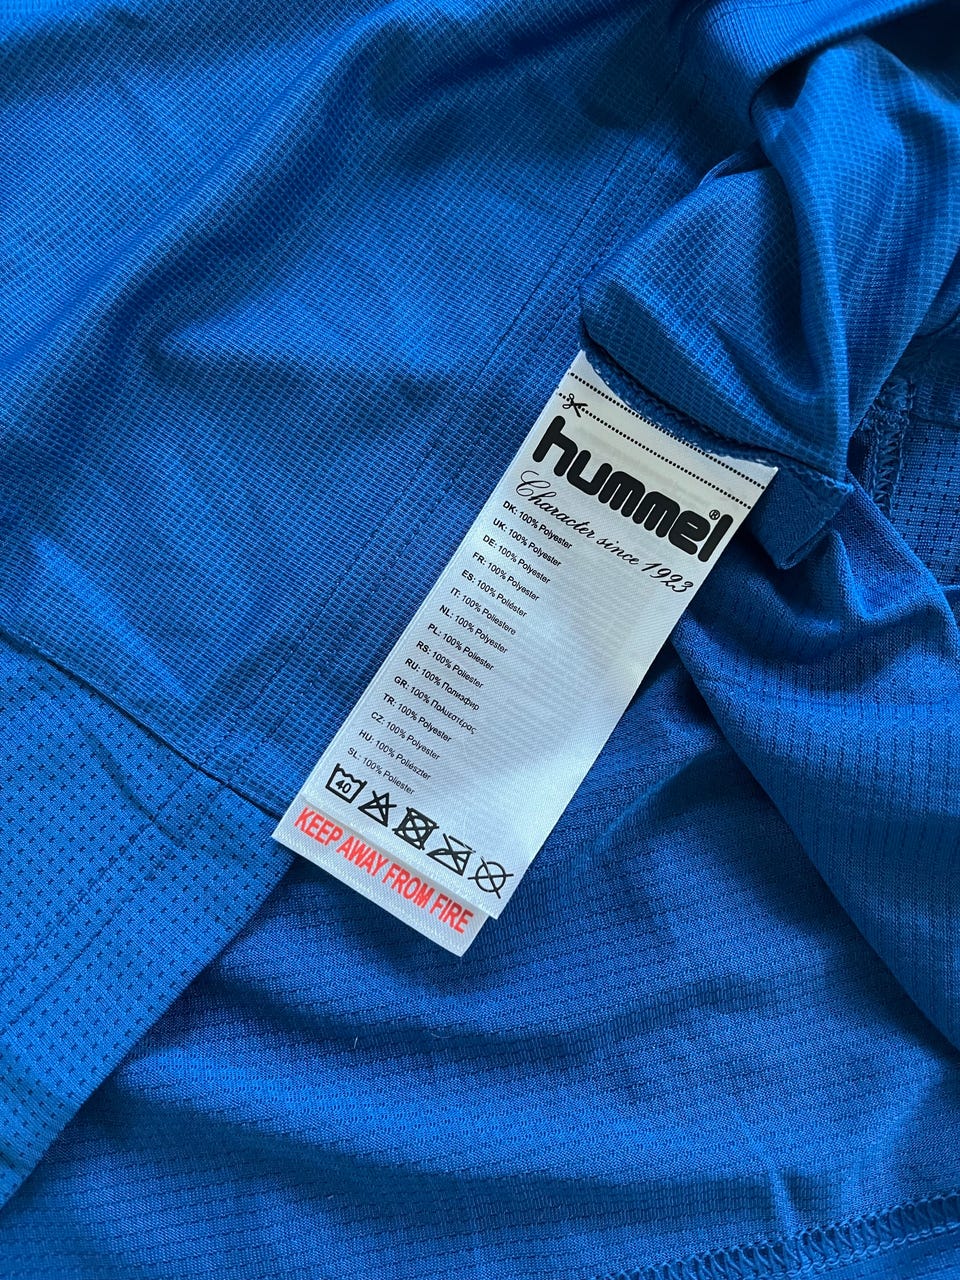 hummel®
Character since 1923
DK: 100% Polyester
UK: 100% Polyester
DE: 100% Polyester
FR: 100% Polyester
ES: 100% Poliéster
IT: 100% Poliestere
NL: 100% Polyester
PL: 100% Poliester
RS: 100% Poliester
RU: 100% Полиэфир
GR: 100% Πολυεστερας
TR: 100% Polyester
CZ: 100% Polyester
HU: 100% Poliészter
SL: 100% Poliester
40
KEEP AWAY FROM FIRE